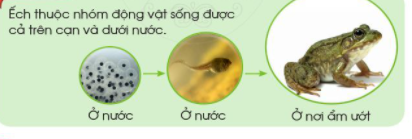 Ếch thuộc nhóm động vật sống được
cả trên cạn và dưới nước.
Ở nước
Ở nước
Ở nơi ẩm ướt